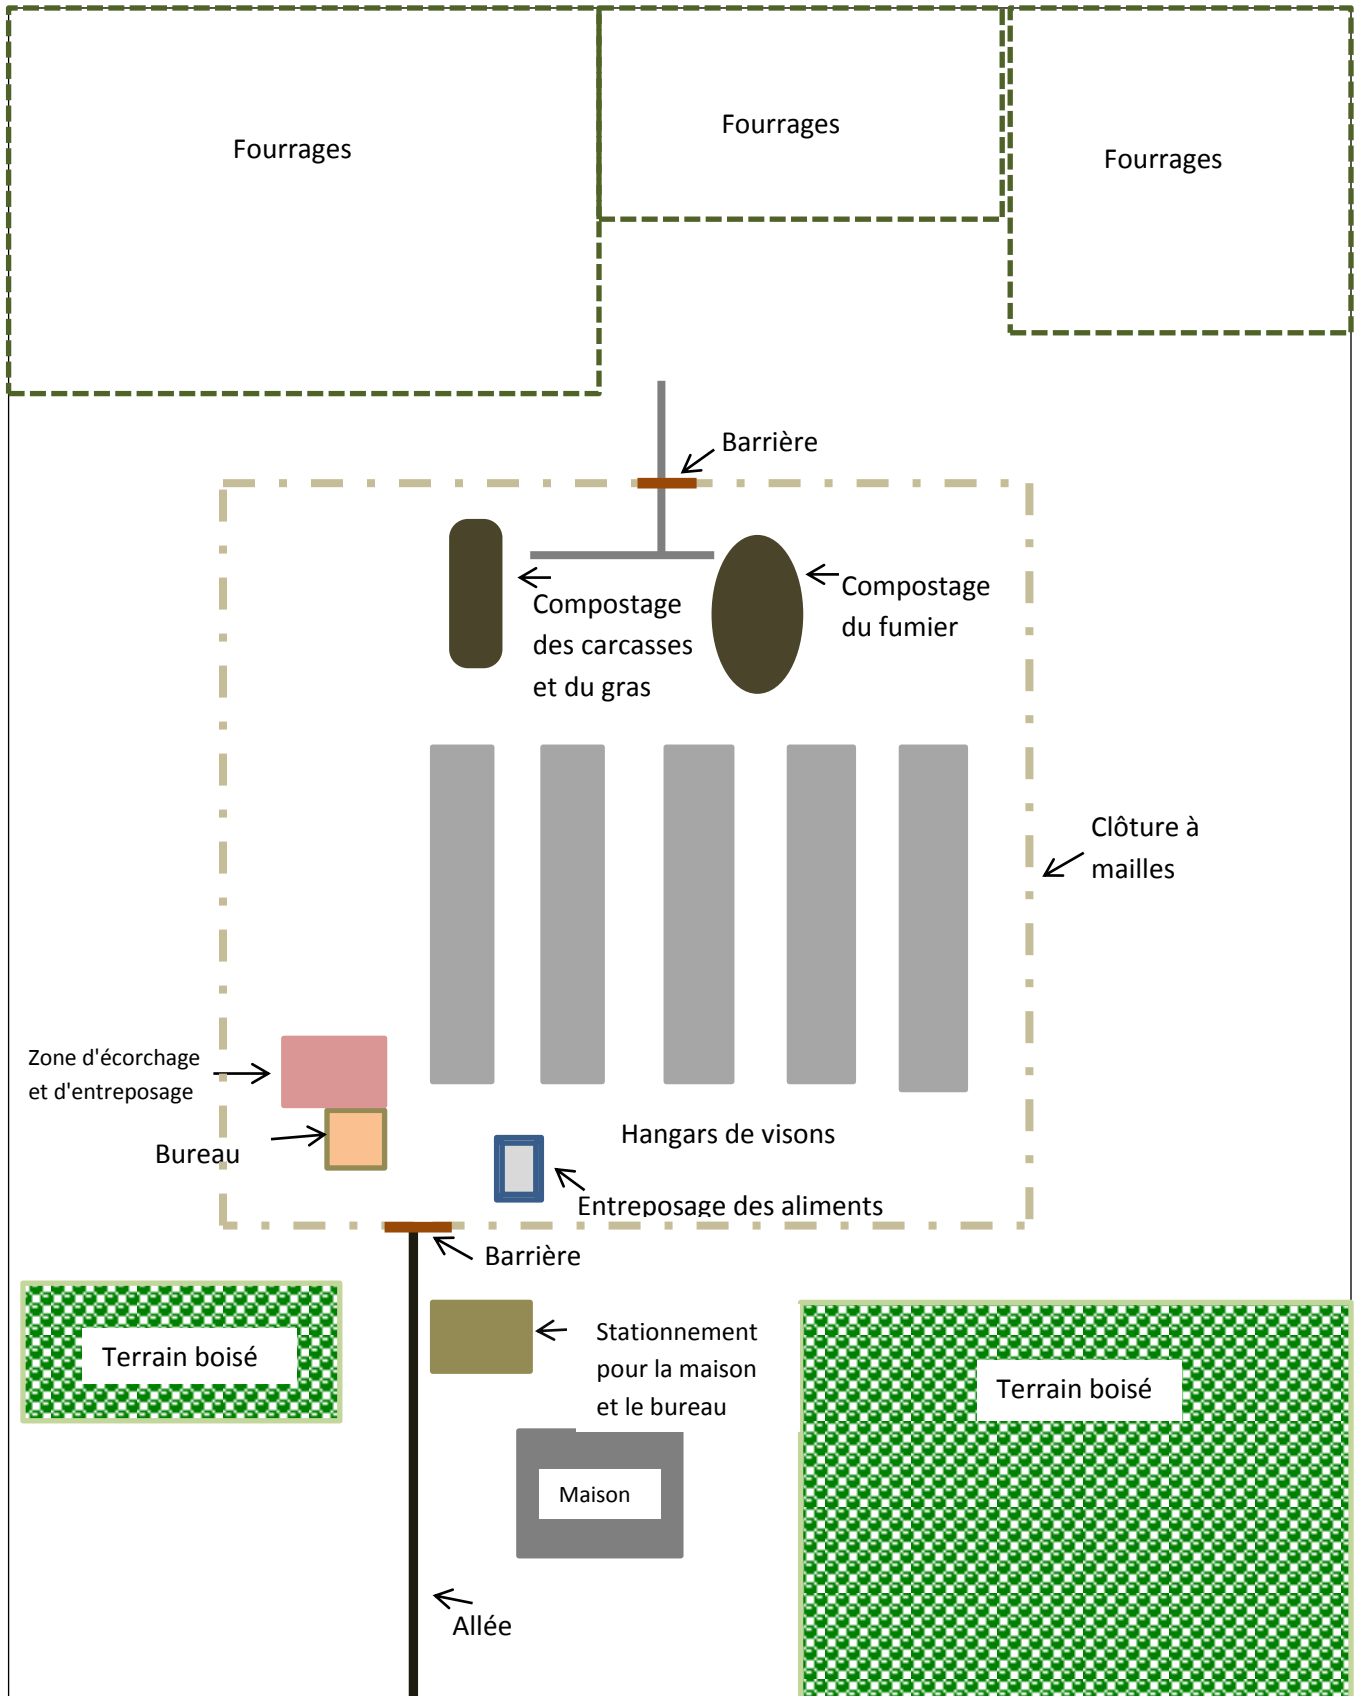 Fourrages
Fourrages
Fourrages
Barrière
Compostage
des carcasses
et du gras
Compostage
du fumier
Clôture à
mailles
Zone d'écorchage
et d'entreposage
Bureau
Hangars de visons
Entreposage des aliments
Barrière
Terrain boisé
Stationnement
pour la maison
et le bureau
Terrain boisé
Maison
Allée